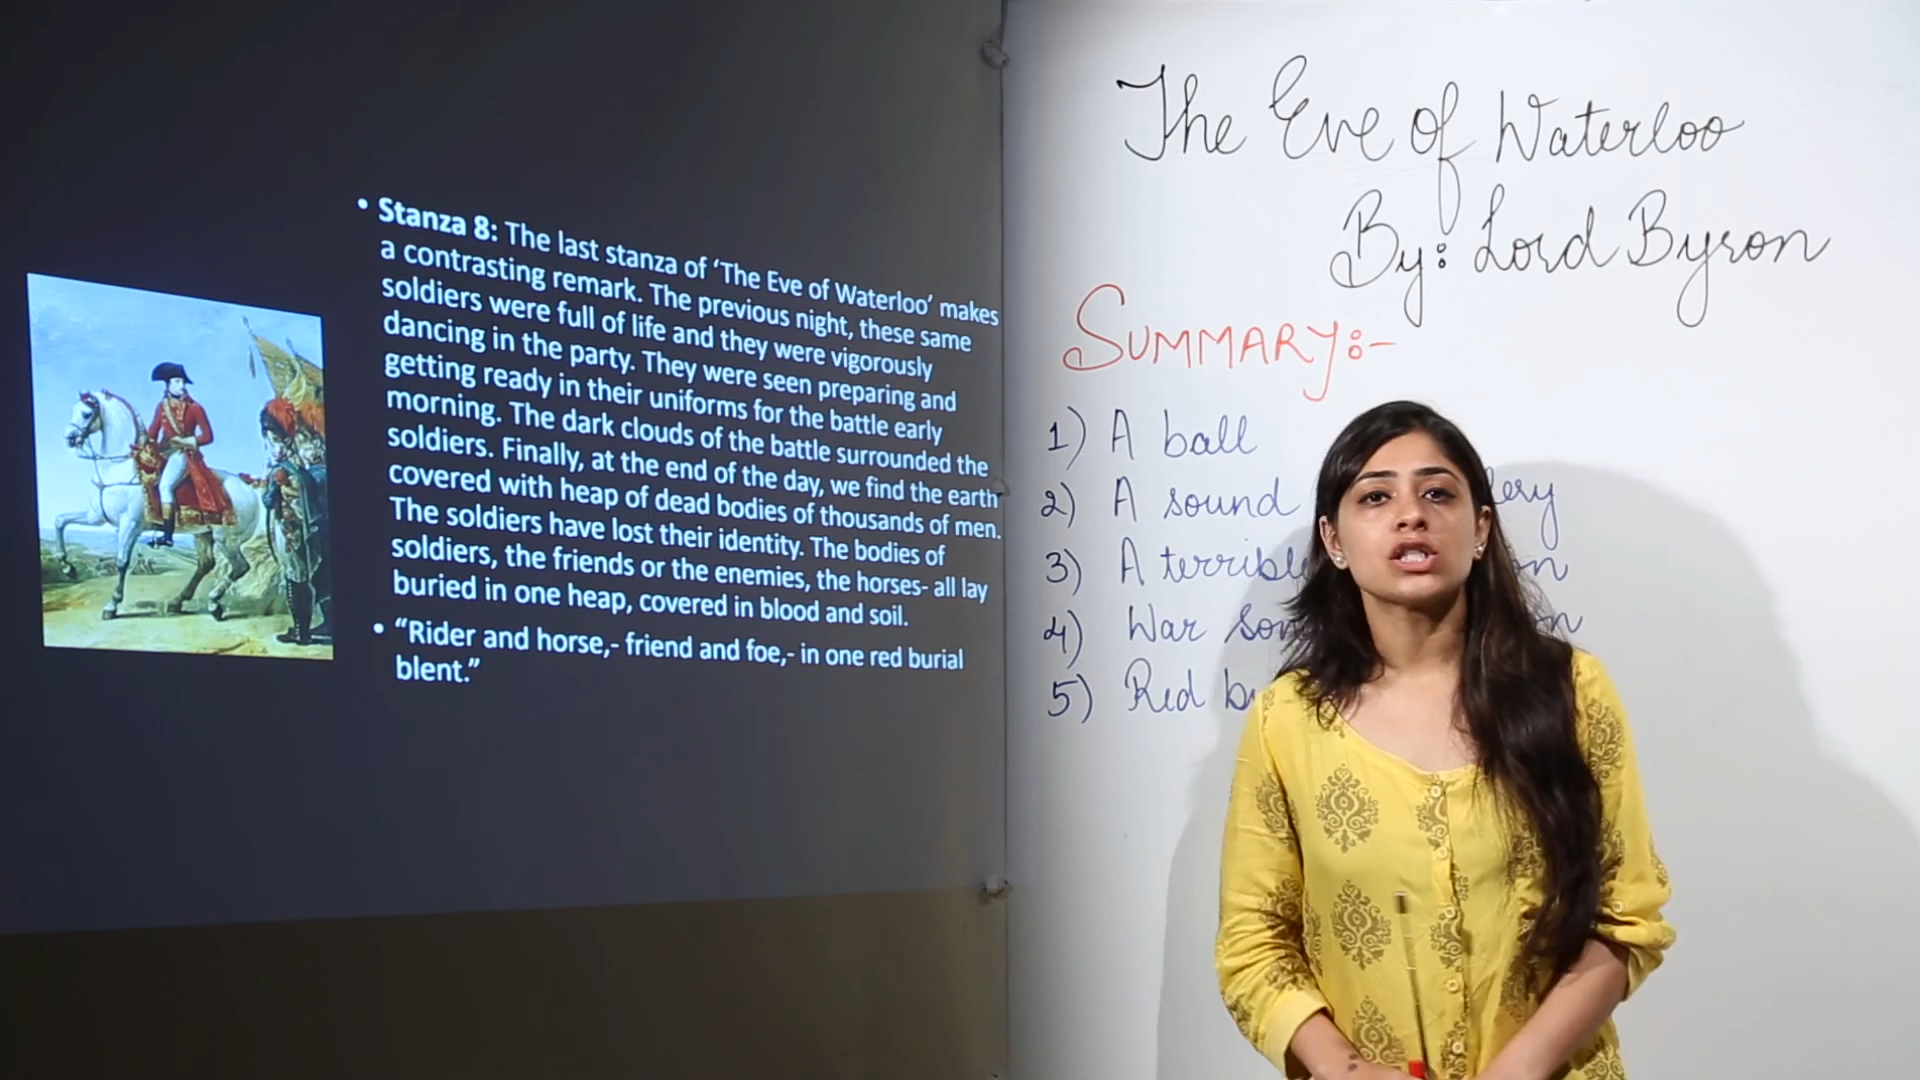 • Stanza 8: The last stanza of ‘The Eve of Waterloo’ makes
a contrasting remark. The previous night, these same
soldiers were full of life and they were vigorously
dancing in the party. They were seen preparing and
getting ready in their uniforms for the battle early
morning. The dark clouds of the battle surrounded the
soldiers. Finally, at the end of the day, we find the earth
covered with heap of dead bodies of thousands of men.
The soldiers have lost their identity. The bodies of
soldiers, the friends or the enemies, the horses- all lay
buried in one heap, covered in blood and soil.
• “Rider and horse,- friend and foe,- in one red burial
blent.”
The Eve of Waterloo
By: Lord Byron
SUMMARY:-
1) A ball
2) A sound
3) A terrible
4) War
5) Red